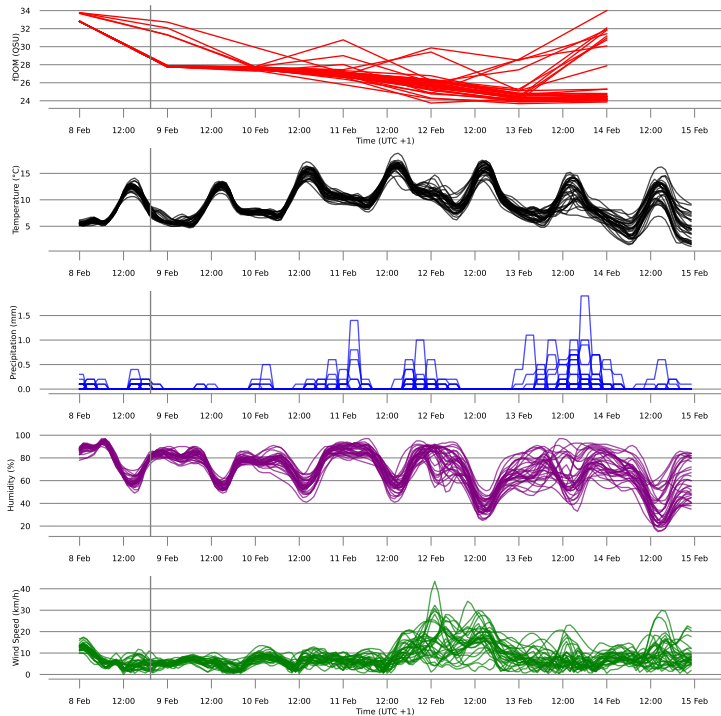 34
32
30
28
26
24
fDOM (QSU)
8 Feb 12:00 9 Feb 12:00 10 Feb 12:00 11 Feb 12:00 12 Feb 12:00 13 Feb 12:00 14 Feb 12:00 15 Feb
Time (UTC +1)
15
10
5
Temperature (°C)
8 Feb 12:00 9 Feb 12:00 10 Feb 12:00 11 Feb 12:00 12 Feb 12:00 13 Feb 12:00 14 Feb 12:00 15 Feb
1.5
1.0
0.5
0.0
Precipitation (mm)
8 Feb 12:00 9 Feb 12:00 10 Feb 12:00 11 Feb 12:00 12 Feb 12:00 13 Feb 12:00 14 Feb 12:00 15 Feb
100
80
60
40
20
Humidity (%)
8 Feb 12:00 9 Feb 12:00 10 Feb 12:00 11 Feb 12:00 12 Feb 12:00 13 Feb 12:00 14 Feb 12:00 15 Feb
40
30
20
10
0
Wind Speed (km/h)
8 Feb 12:00 9 Feb 12:00 10 Feb 12:00 11 Feb 12:00 12 Feb 12:00 13 Feb 12:00 14 Feb 12:00 15 Feb
Time (UTC +1)